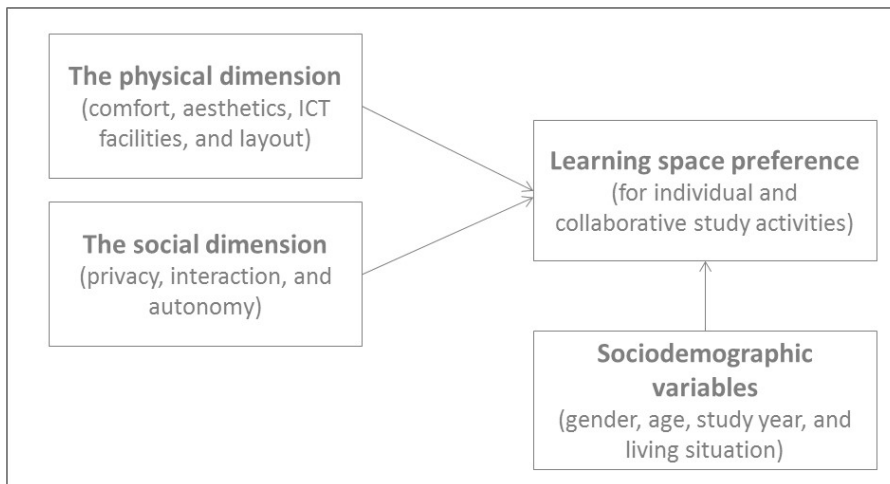 The physical dimension
(comfort, aesthetics, ICT
facilities, and layout)
The social dimension
(privacy, interaction, and
autonomy)
Learning space preference
(for individual and
collaborative study activities)
Sociodemographic
variables
(gender, age, study year, and
living situation)